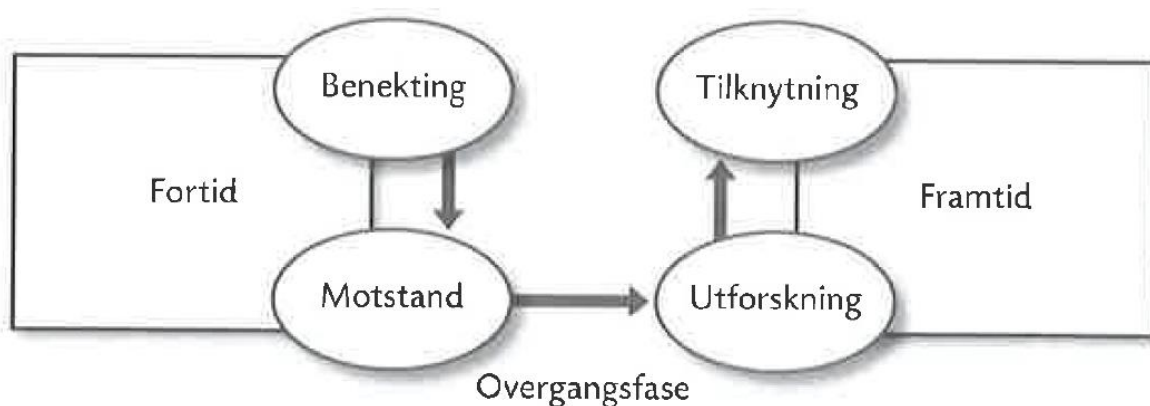 Benekting
Tilknytning
Fortid
Framtid
Motstand
Utforskning
Overgangsfase